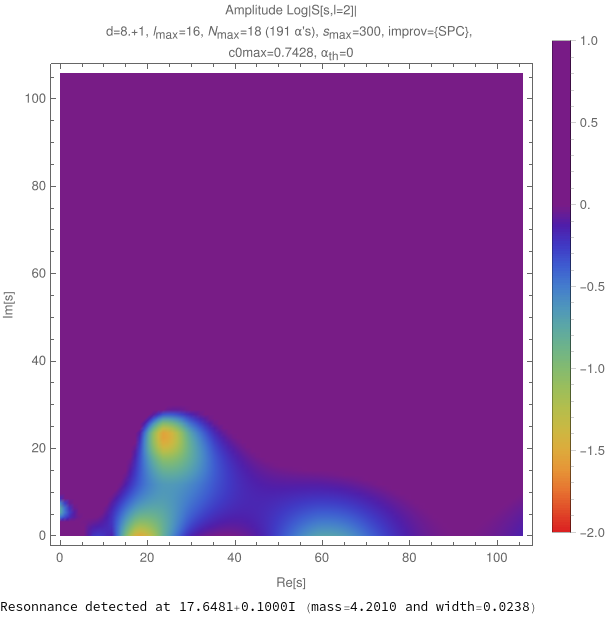 Amplitude Log|S[s,l=2]|
d=8.+1, lmax=16, Nmax=18 (191 α's), smax=300, improv={SPC},
c0max=0.7428, αth=0
100
80
60
40
20
0
Im[s]
0 20 40 60 80 100
Re[s]
1.0
0.5
0.
−0.5
−1.0
−1.5
−2.0
Resonnance detected at 17.6481+0.1000I (mass=4.2010 and width=0.0238)